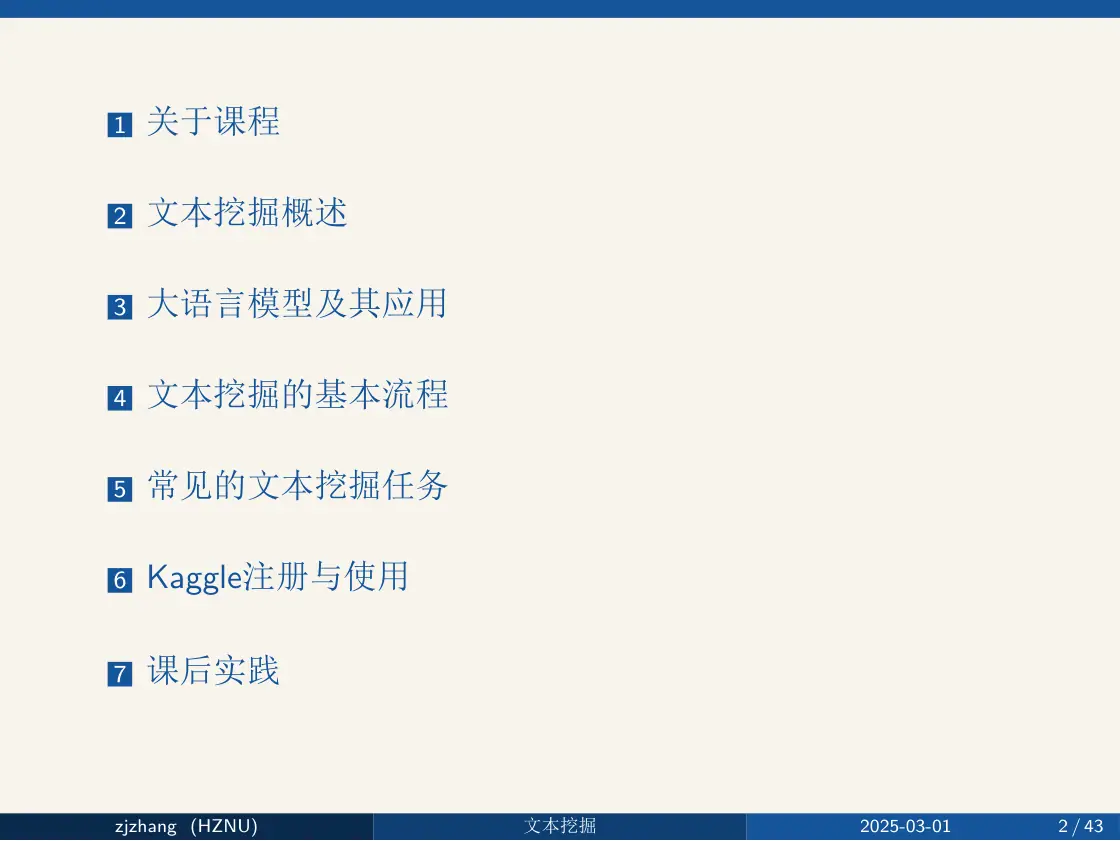 1 关于课程
2 文本挖掘概述
3 大语言模型及其应用
4 文本挖掘的基本流程
5 常见的文本挖掘任务
6 Kaggle注册与使用
7 课后实践
zjzhang (HZNU) 文本挖掘 2025-03-01 2 / 43